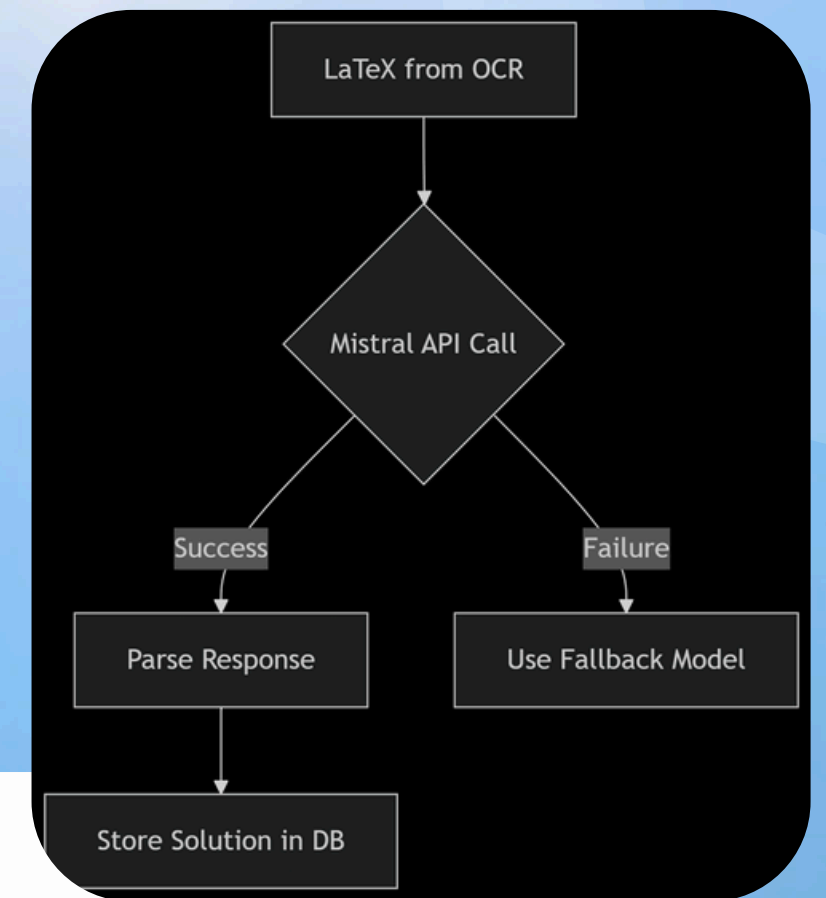 LaTeX from OCR
Mistral API Call
Success
Failure
Parse Response
Use Fallback Model
Store Solution in DB